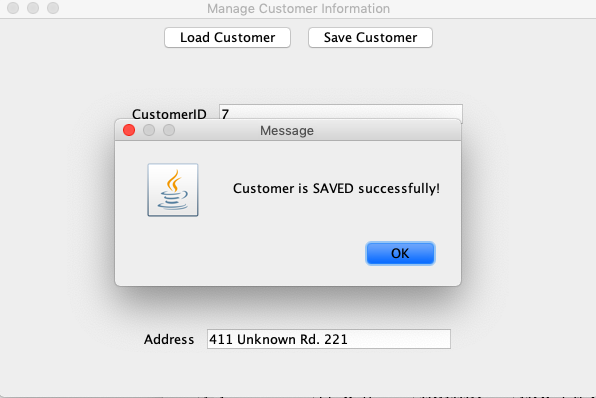 Manage Customer Information
Load Customer Save Customer
CustomerID 7
Message
Customer is SAVED successfully!
OK
Address 411 Unknown Rd. 221